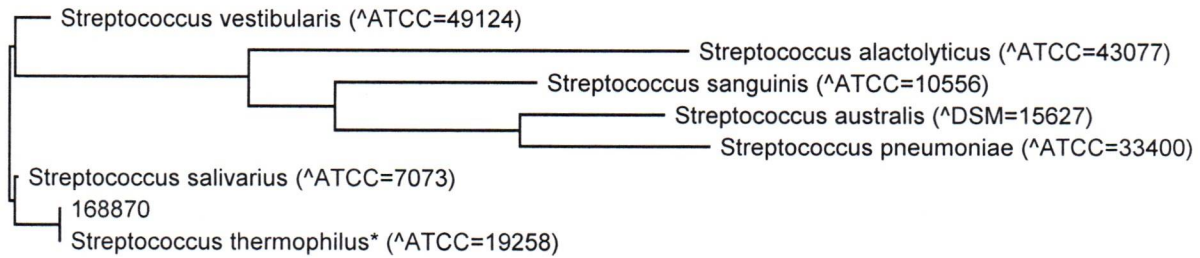 Streptococcus vestibularis (^ATCC=49124)
Streptococcus alactolyticus (^ATCC=43077)
Streptococcus sanguinis (^ATCC=10556)
Streptococcus australis (^DSM=15627)
Streptococcus pneumoniae (^ATCC=33400)
Streptococcus salivarius (^ATCC=7073)
168870
Streptococcus thermophilus* (^ATCC=19258)